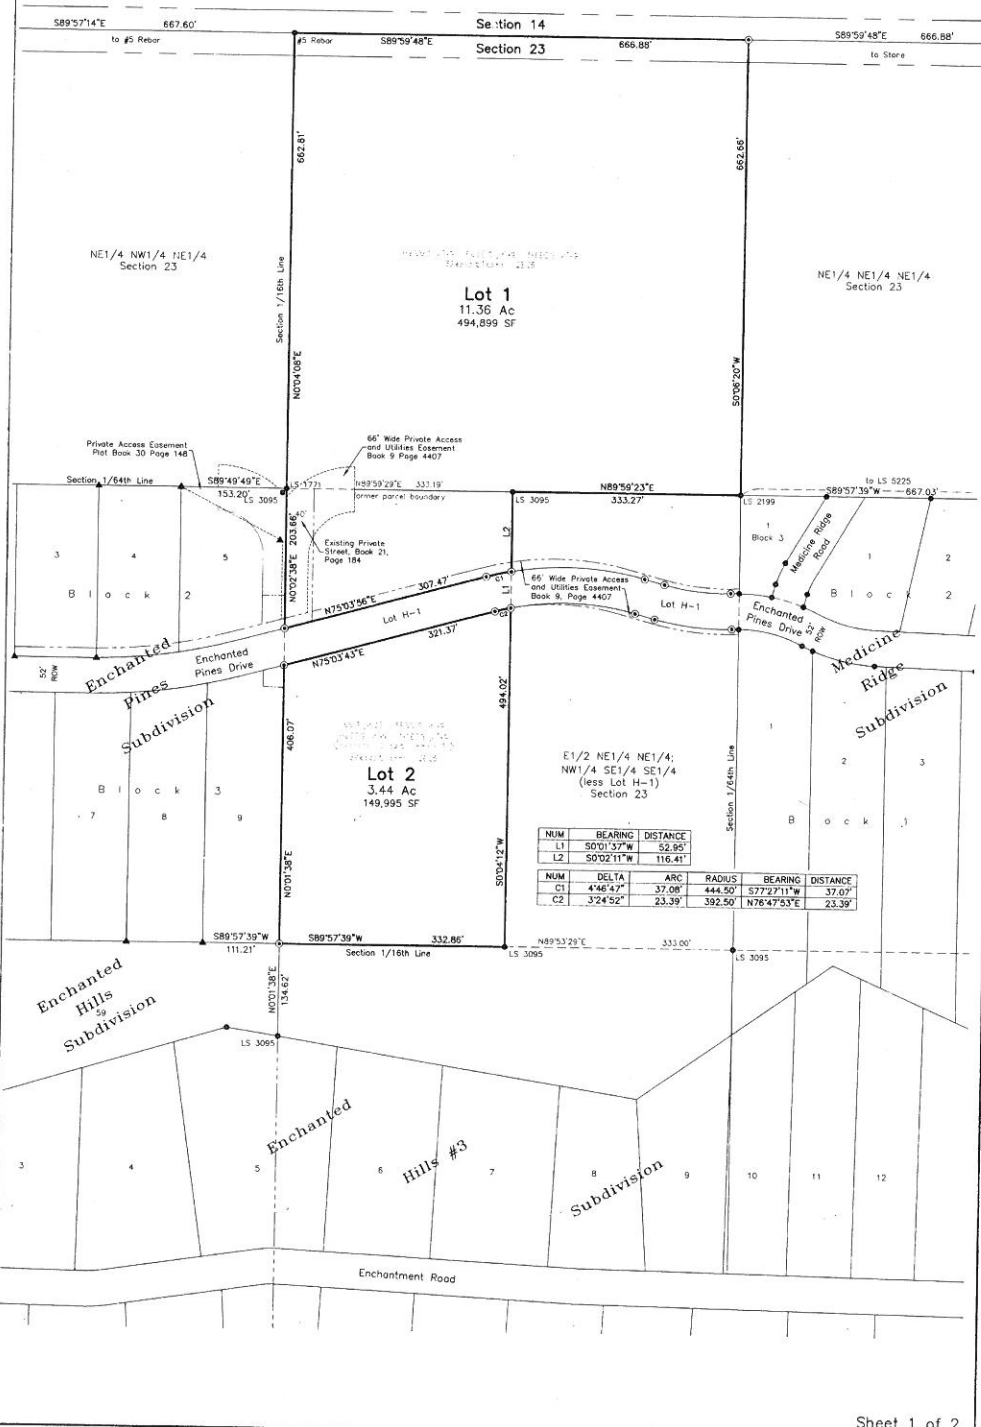 S89°57'14"E 667.60'
to #5 Rebar
#5 Rebar
S89°59'48"E
Section 14
Section 23
666.88'
S89°59'48"E 666.88'
to Stone
662.81'
662.66'
NE1/4 NW1/4 NE1/4
Section 23
Section 1/16th Line
Lot 1
11.36 Ac
494,899 SF
NE1/4 NE1/4 NE1/4
Section 23
N0°04'08"E
S0°06'20"W
Private Access Easement
Plat Book 30 Page 148
66' Wide Private Access
and Utilities Easement
Book 9 Page 4407
Section 1/64th Line
S89°49'49"E
153.20'
LS 3095
LS 1771
N89°59'29"E 333.19'
former parcel boundary
LS 3095
N89°59'23"E
333.27'
LS 2199
to LS 5225
S89°57'39"W 667.03'
40'
203.66'
N0°02'38"E
Existing Private
Street, Book 21,
Page 184
L2
1
Block 3
Medicine Ridge
Road
3
4
5
Block 2
1
2
Block 2
N75°03'56"E 307.47'
C1
L1
C2
66' Wide Private Access
and Utilities Easement
Book 9, Page 4407
Lot H-1
Lot H-1
Enchanted
Pines Drive
52'
ROW
N75°03'43"E
321.37'
52'
ROW
Enchanted
Pines Drive
Enchanted
Pines
Subdivision
Medicine
Ridge
Subdivision
406.07'
494.02'
Lot 2
3.44 Ac
149,995 SF
E1/2 NE1/4 NE1/4;
NW1/4 SE1/4 SE1/4
(less Lot H-1)
Section 23
Section 1/64th Line
1
2
3
Block 1
Block 3
7
8
9
N0°01'38"E
S0°04'12"W
NUM BEARING DISTANCE
L1 S0°01'37"W 52.95'
L2 S0°02'11"W 116.41'
NUM DELTA ARC RADIUS BEARING DISTANCE
C1 4°46'47" 37.08' 444.50' S77°27'11"W 37.07'
C2 3°24'52" 23.39' 392.50' N76°47'53"E 23.39'
S89°57'39"W
111.21'
S89°57'39"W 332.86'
Section 1/16th Line
LS 3095
N89°53'29"E 333.00'
LS 3095
N0°01'38"E
134.62'
Enchanted
Hills
59
Subdivision
LS 3095
Enchanted
Hills #3
Subdivision
3
4
5
6
7
8
9
10
11
12
Enchantment Road
Sheet 1 of 2